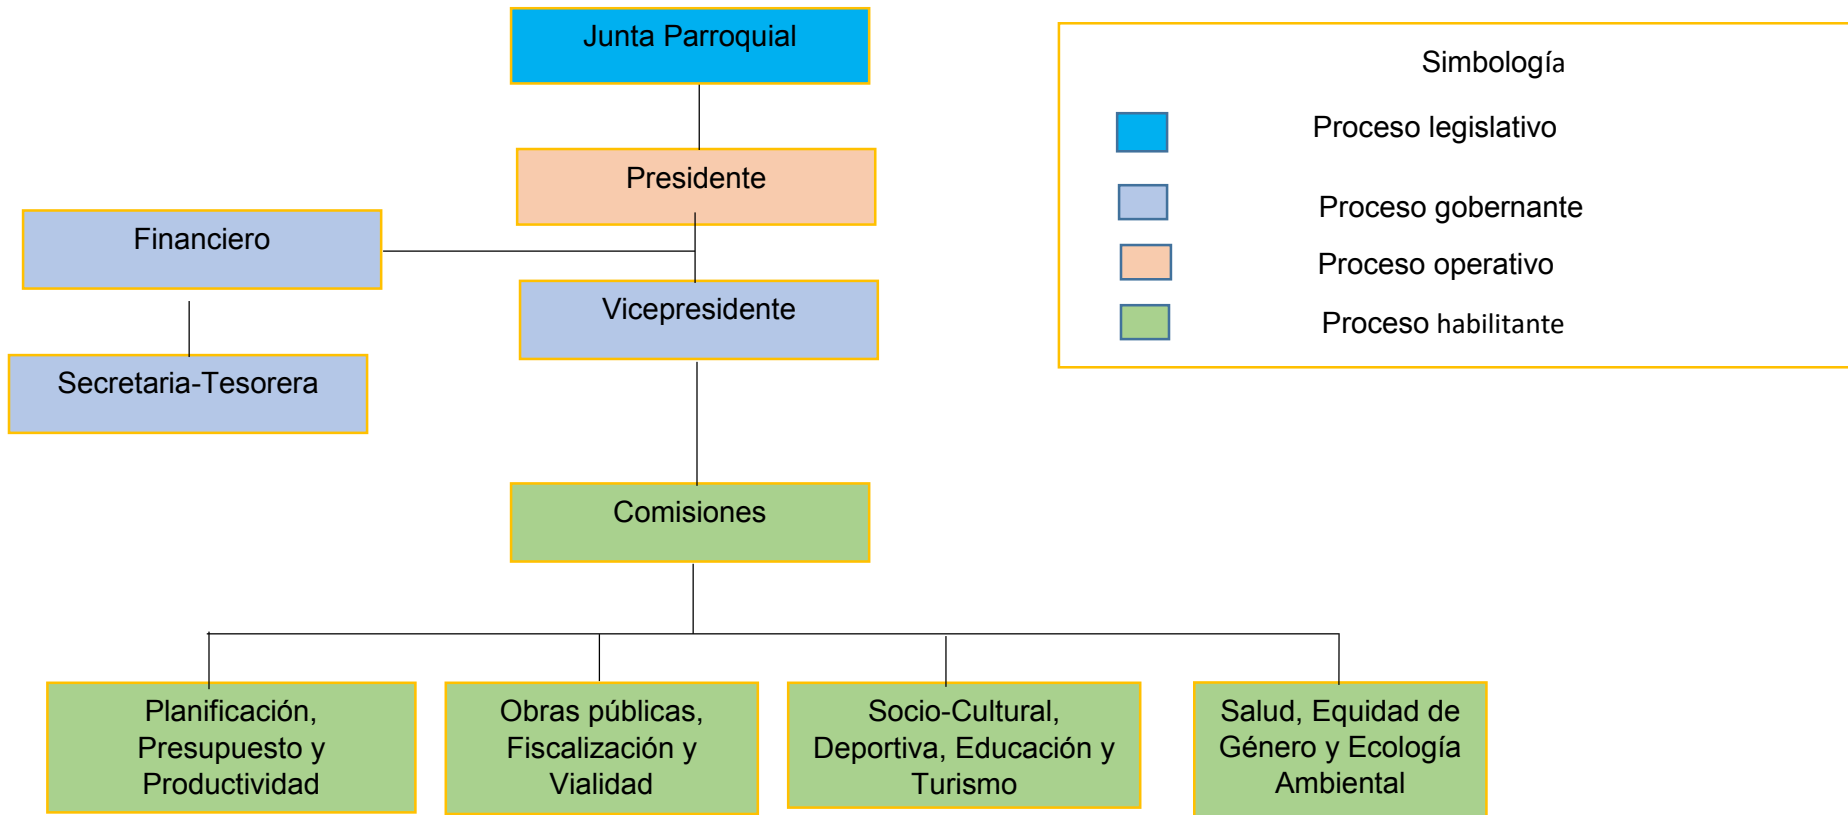 Junta Parroquial
Presidente
Financiero
Vicepresidente
Secretaria-Tesorera
Comisiones
Planificación,
Presupuesto y
Productividad
Obras públicas,
Fiscalización y
Vialidad
Socio-Cultural,
Deportiva, Educación y
Turismo
Salud, Equidad de
Género y Ecología
Ambiental
Simbología
Proceso legislativo
Proceso gobernante
Proceso operativo
Proceso habilitante